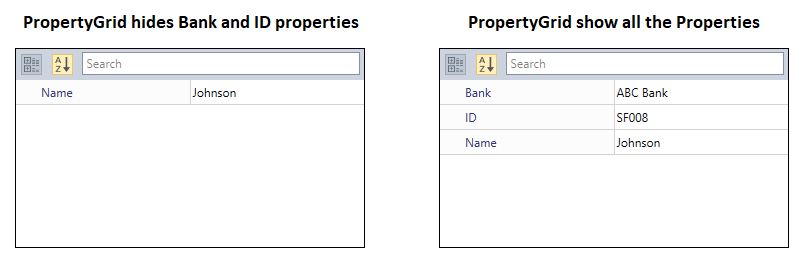 PropertyGrid hides Bank and ID properties
A Z
Search
Name Johnson
PropertyGrid show all the Properties
A Z
Search
Bank ABC Bank
ID SF008
Name Johnson